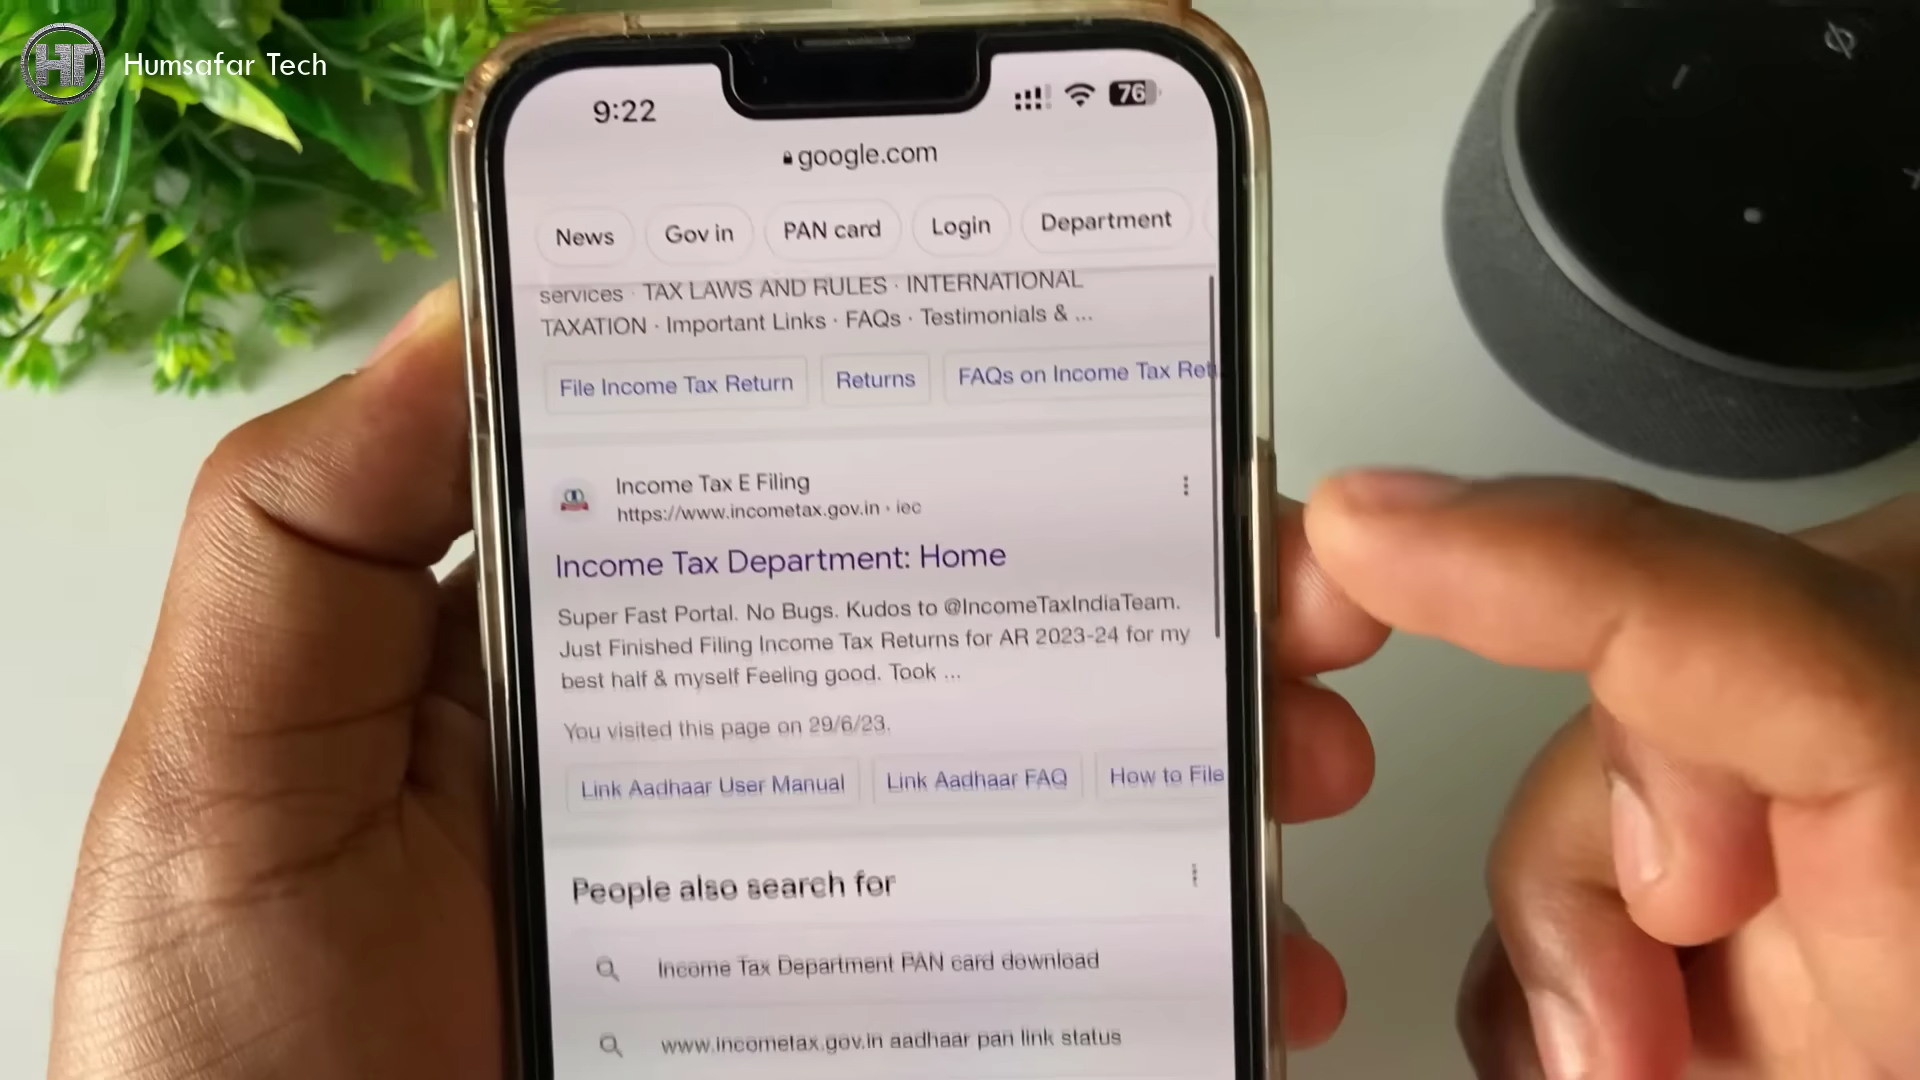 HT Humsafar Tech
9:22
76
google.com
News Gov in PAN card Login Department
services · TAX LAWS AND RULES · INTERNATIONAL
TAXATION · Important Links · FAQs · Testimonials & ...
File Income Tax Return Returns FAQs on Income Tax Ret
Income Tax E Filing
https://www.incometax.gov.in › iec
Income Tax Department: Home
Super Fast Portal. No Bugs. Kudos to @IncomeTaxIndiaTeam.
Just Finished Filing Income Tax Returns for AR 2023-24 for my
best half & myself Feeling good. Took ...
You visited this page on 29/6/23.
Link Aadhaar User Manual Link Aadhaar FAQ How to File
People also search for
Income Tax Department PAN card download
www.incometax.gov.in aadhaar pan link status